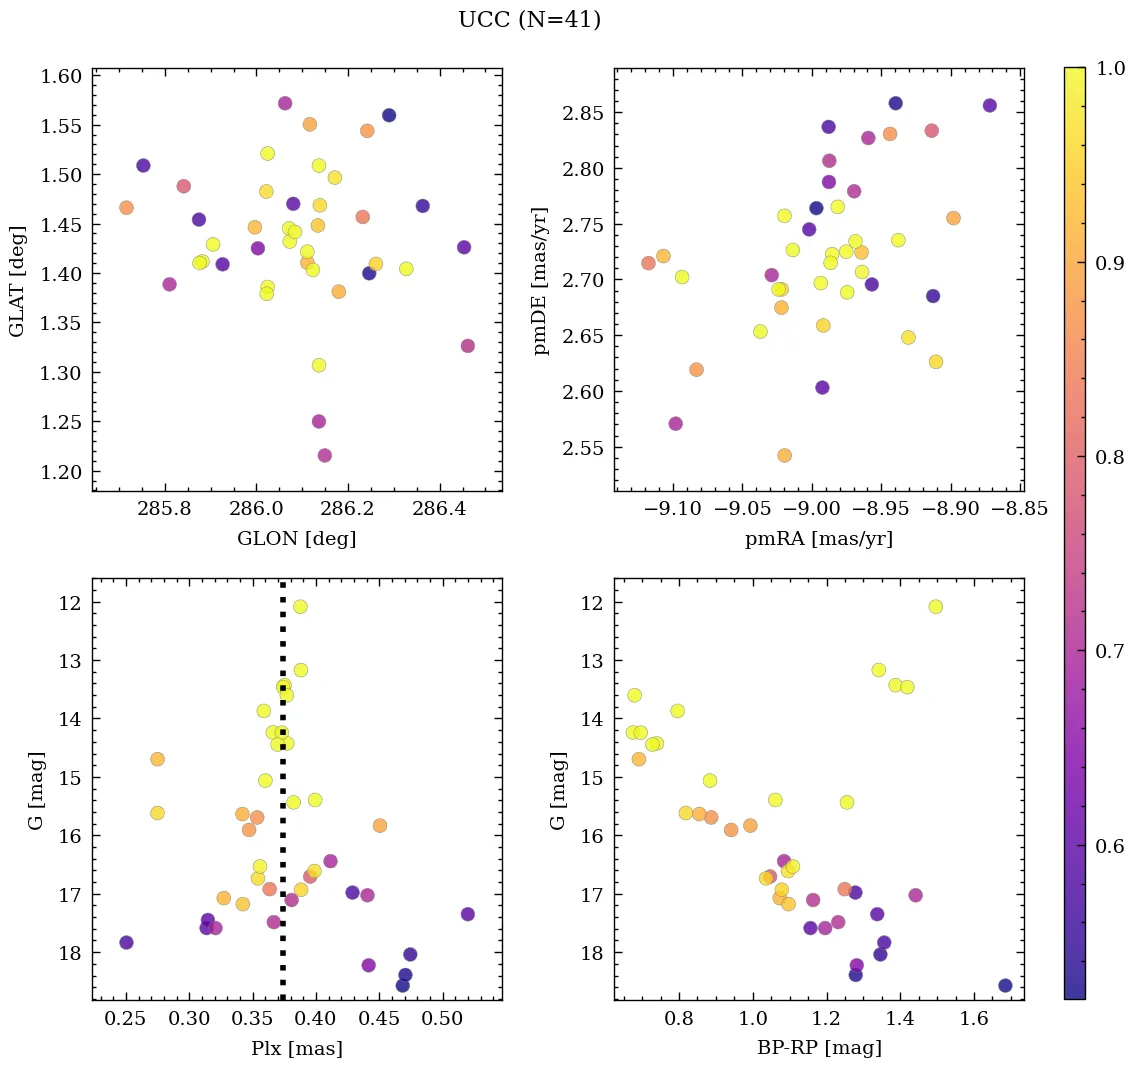 UCC (N=41)
1.60
1.55
1.50
1.45
1.40
1.35
1.30
1.25
1.20
GLAT [deg]
285.8 286.0 286.2 286.4
GLON [deg]
2.85
2.80
2.75
2.70
2.65
2.60
2.55
pmDE [mas/yr]
−9.10 −9.05 −9.00 −8.95 −8.90 −8.85
pmRA [mas/yr]
12
13
14
15
16
17
18
G [mag]
0.25 0.30 0.35 0.40 0.45 0.50
Plx [mas]
12
13
14
15
16
17
18
G [mag]
0.8 1.0 1.2 1.4 1.6
BP-RP [mag]
1.0
0.9
0.8
0.7
0.6